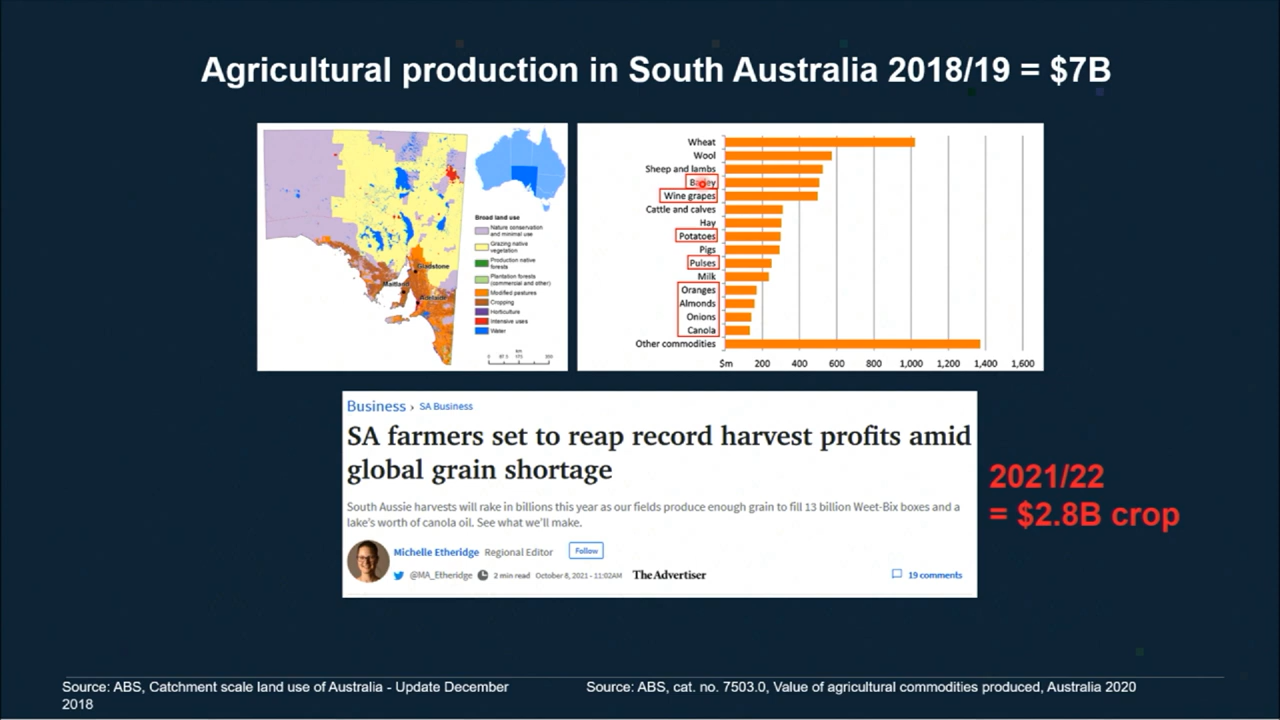 Agricultural production in South Australia 2018/19 = $7B
Broad land use
Nature conservation
and minimal use
Grazing native
vegetation
Production native
forests
Plantation forests
(commercial and other)
Modified pastures
Cropping
Horticulture
Intensive uses
Water
Gladstone
Maitland
Adelaide
km
Wheat
Wool
Sheep and lambs
Wine grapes
Cattle and calves
Hay
Potatoes
Pigs
Pulses
Milk
Oranges
Almonds
Onions
Canola
Other commodities
$m 200 400 600 800 1,000 1,200 1,400 1,600
Business › SA Business
SA farmers set to reap record harvest profits amid
global grain shortage
South Aussie harvests will rake in billions this year as our fields produce enough grain to fill 13 billion Weet-Bix boxes and a
lake's worth of canola oil. See what we'll make.
Michelle Etheridge Regional Editor Follow
@MA_Etheridge 2 min read October 8, 2021 - 11:02AM The Advertiser 19 comments
2021/22
= $2.8B crop
Source: ABS, Catchment scale land use of Australia - Update December
2018
Source: ABS, cat. no. 7503.0, Value of agricultural commodities produced, Australia 2020